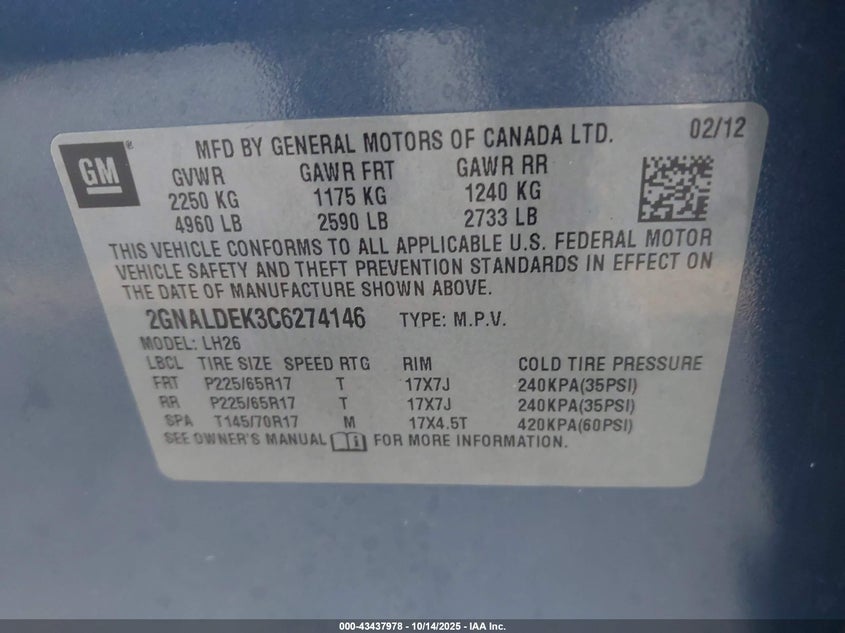 GM ®
MFD BY GENERAL MOTORS OF CANADA LTD. 02/12
GVWR GAWR FRT GAWR RR
2250 KG 1175 KG 1240 KG
4960 LB 2590 LB 2733 LB
THIS VEHICLE CONFORMS TO ALL APPLICABLE U.S. FEDERAL MOTOR
VEHICLE SAFETY AND THEFT PREVENTION STANDARDS IN EFFECT ON
THE DATE OF MANUFACTURE SHOWN ABOVE.
2GNALDEK3C6274146 TYPE: M.P.V.
MODEL: LH26
LBCL TIRE SIZE SPEED RTG RIM COLD TIRE PRESSURE
FRT P225/65R17 T 17X7J 240KPA(35PSI)
RR P225/65R17 T 17X7J 240KPA(35PSI)
SPA T145/70R17 M 17X4.5T 420KPA(60PSI)
SEE OWNER'S MANUAL FOR MORE INFORMATION.
000-43437978 - 10/14/2025 - IAA Inc.